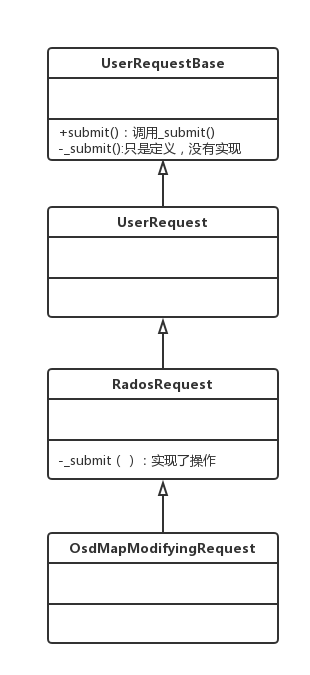 UserRequestBase
+submit()：调用_submit()
-_submit():只是定义，没有实现
UserRequest
RadosRequest
-_submit（ ）：实现了操作
OsdMapModifyingRequest